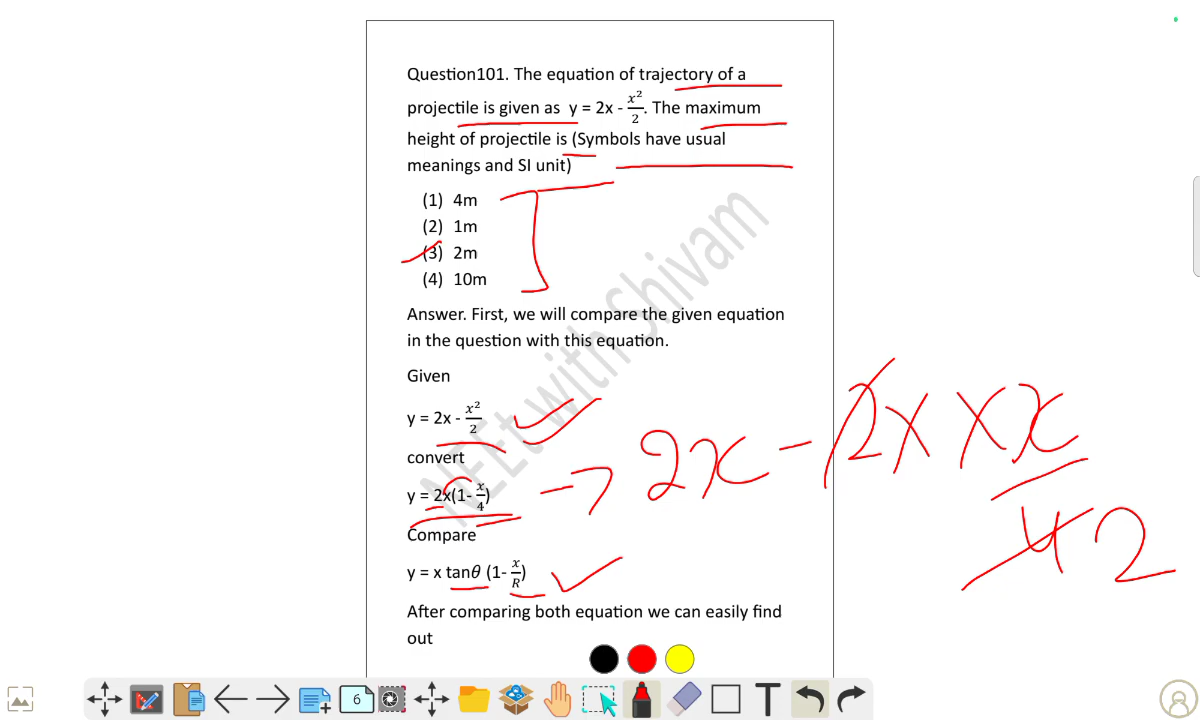 Question101. The equation of trajectory of a
projectile is given as y = 2x - x²/2. The maximum
height of projectile is (Symbols have usual
meanings and SI unit)
(1) 4m
(2) 1m
(3) 2m
(4) 10m
Answer. First, we will compare the given equation
in the question with this equation.
Given
y = 2x - x²/2
convert
y = 2x(1- x/4)
→ 2x - 2x × x / 4 2
Compare
y = x tanθ (1- x/R)
After comparing both equation we can easily find
out
NEEt with Shivam
6
T